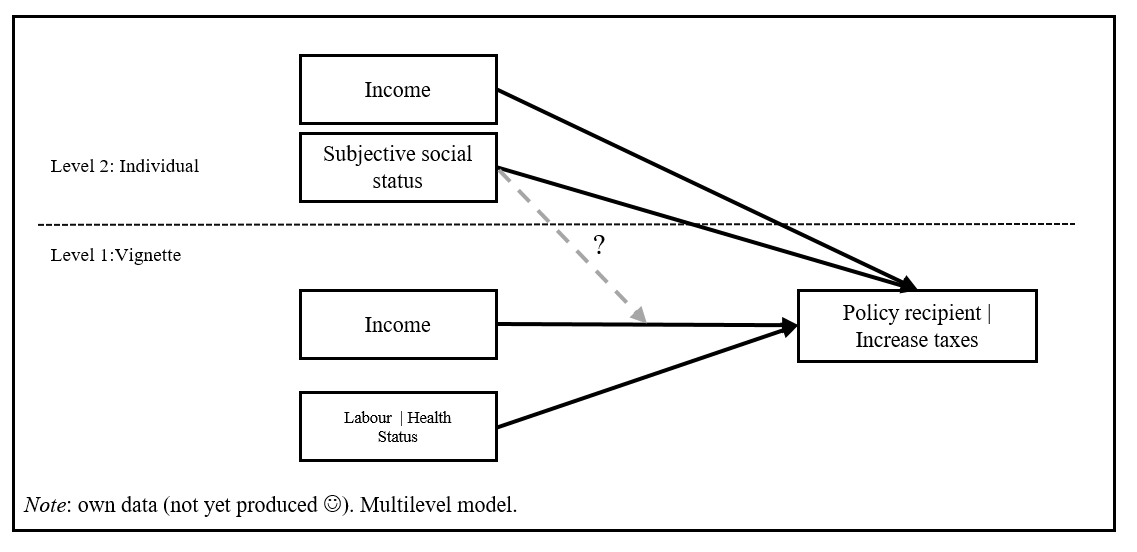 Income
Subjective social
status
Level 2: Individual
Level 1:Vignette
?
Income
Policy recipient |
Increase taxes
Labour | Health
Status
Note: own data (not yet produced ☺). Multilevel model.